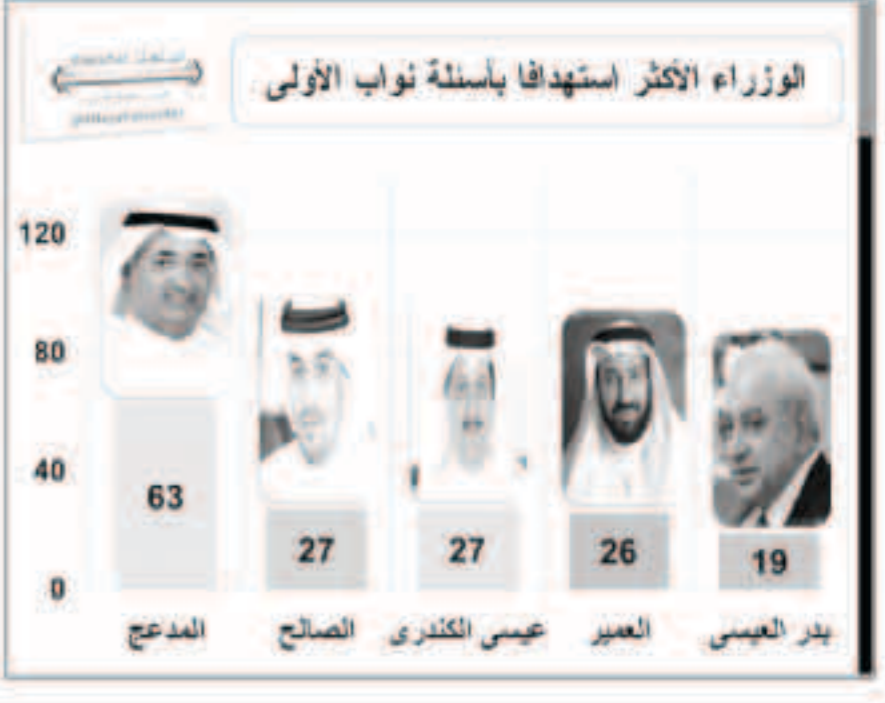 الوزراء الأكثر استهدافا بأسئلة نواب الأولى
120
80
40
0
63
27
27
26
19
المدعج
الصالح
عيسى الكندرى
العمير
بدر العيسى